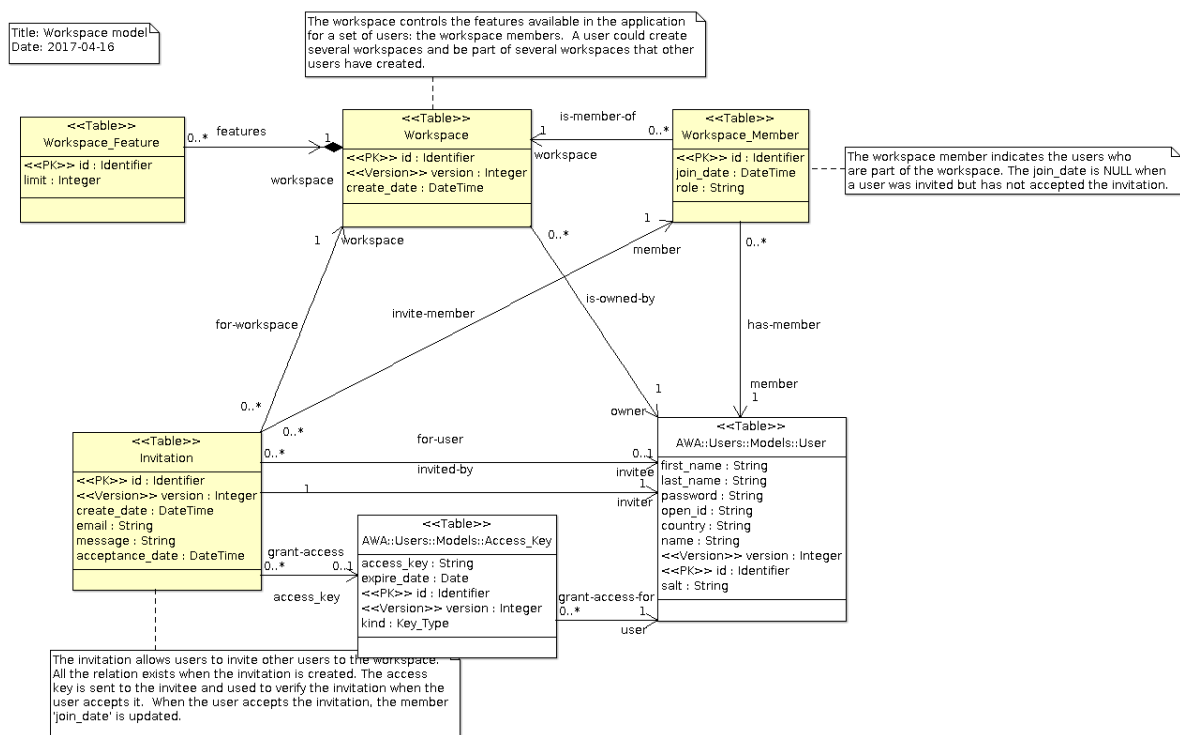 Title: Workspace model
Date: 2017-04-16
The workspace controls the features available in the application
for a set of users: the workspace members.  A user could create
several workspaces and be part of several workspaces that other
users have created.
<<Table>>
Workspace_Feature
<<PK>> id : Identifier
limit : Integer
0..*
features
1
workspace
<<Table>>
Workspace
<<PK>> id : Identifier
<<Version>> version : Integer
create_date : DateTime
is-member-of
1
0..*
workspace
<<Table>>
Workspace_Member
<<PK>> id : Identifier
join_date : DateTime
role : String
The workspace member indicates the users who
are part of the workspace. The join_date is NULL when
a user was invited but has not accepted the invitation.
1
workspace
for-workspace
0..*
1
member
invite-member
0..*
0..*
is-owned-by
1
owner
0..*
has-member
member
1
<<Table>>
Invitation
<<PK>> id : Identifier
<<Version>> version : Integer
create_date : DateTime
email : String
message : String
acceptance_date : DateTime
for-user
0..*
0..1
invitee
invited-by
1
1
inviter
<<Table>>
AWA::Users::Models::User
first_name : String
last_name : String
password : String
open_id : String
country : String
name : String
<<Version>> version : Integer
<<PK>> id : Identifier
salt : String
grant-access
0..*
0..1
access_key
<<Table>>
AWA::Users::Models::Access_Key
access_key : String
expire_date : Date
<<PK>> id : Identifier
<<Version>> version : Integer
kind : Key_Type
grant-access-for
0..*
1
user
The invitation allows users to invite other users to the workspace.
All the relation exists when the invitation is created. The access
key is sent to the invitee and used to verify the invitation when the
user accepts it.  When the user accepts the invitation, the member
'join_date' is updated.